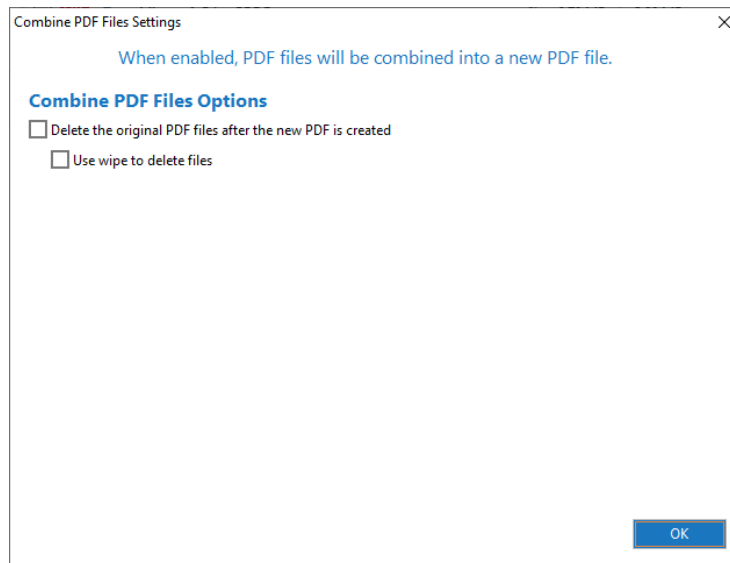 Combine PDF Files Settings
When enabled, PDF files will be combined into a new PDF file.
Combine PDF Files Options
Delete the original PDF files after the new PDF is created
Use wipe to delete files
OK